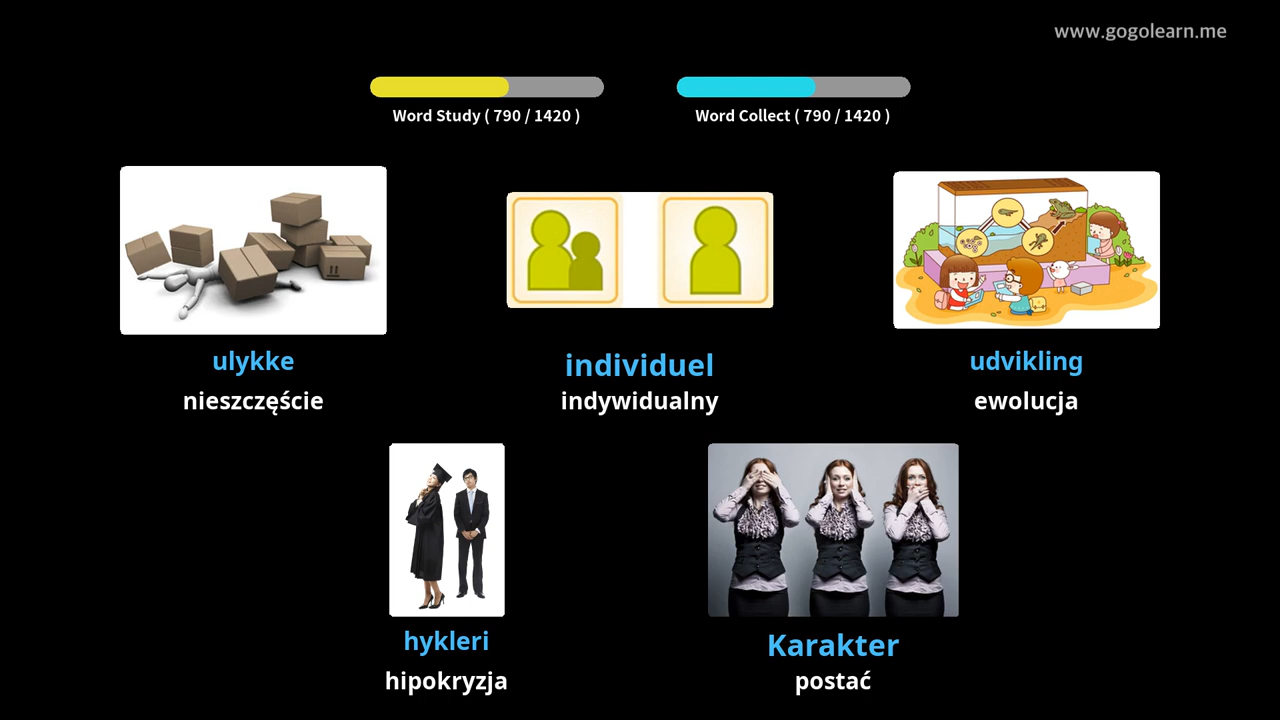 www.gogolearn.me
Word Study ( 790 / 1420 )
Word Collect ( 790 / 1420 )
ulykke
nieszczęście
individuel
indywidualny
udvikling
ewolucja
hykleri
hipokryzja
Karakter
postać